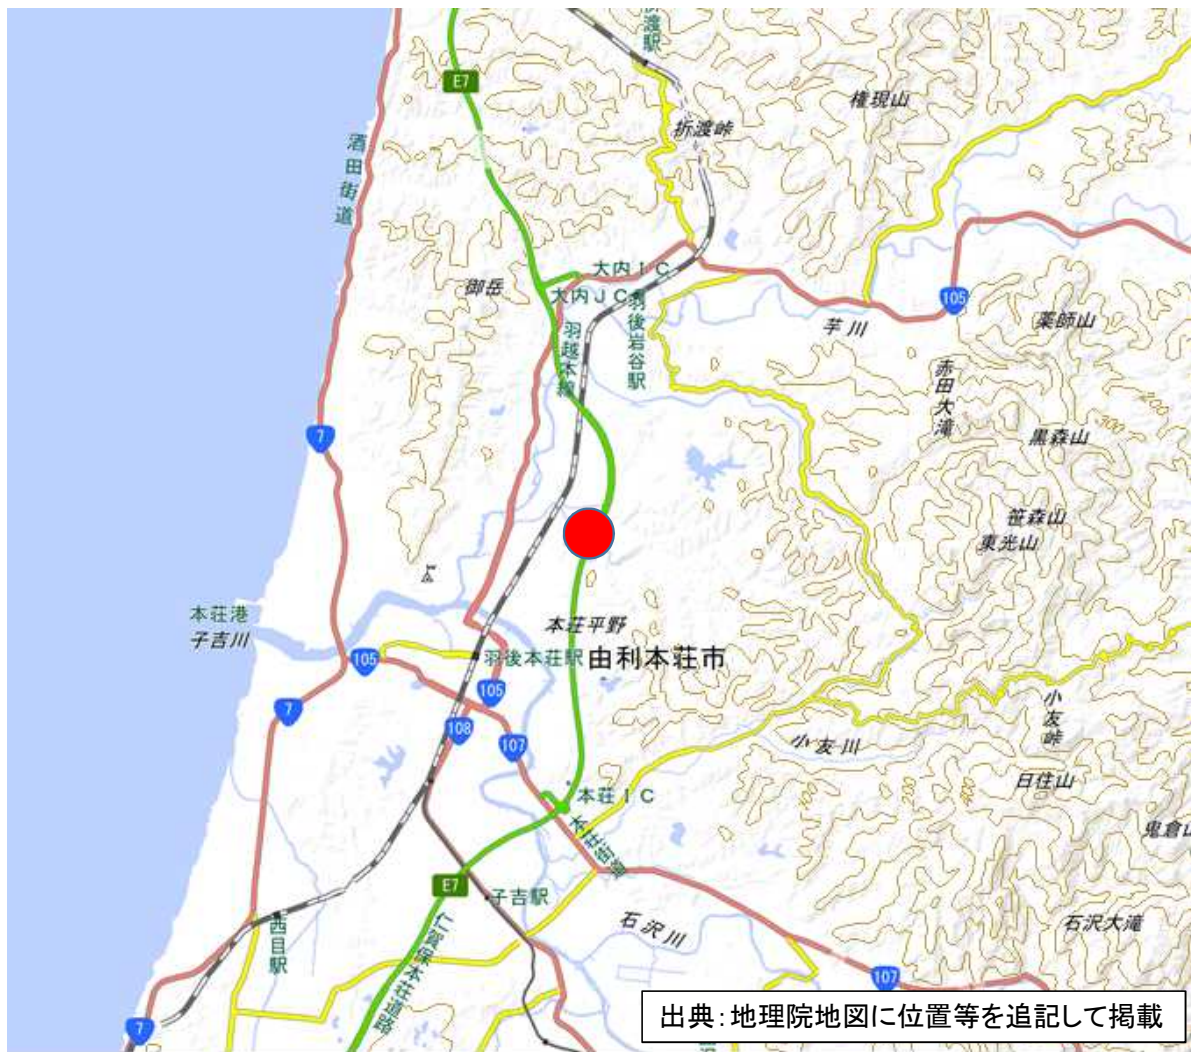 渡駅
E7
権現山
折渡峠
酒田街道
大内IC
御岳
大内JC
羽後岩谷駅
105
芋川
薬師山
羽越本線
赤田大滝
7
黒森山
200
笹森山
東光山
本荘港
子吉川
本荘平野
羽後本荘駅
由利本荘市
105
105
7
108
107
小友峠
小友川
日住山
400
本荘IC
本荘街道
鬼倉山
E7
子吉駅
西目駅
仁賀保本荘道路
石沢川
石沢大滝
107
7
出典：地理院地図に位置等を追記して掲載